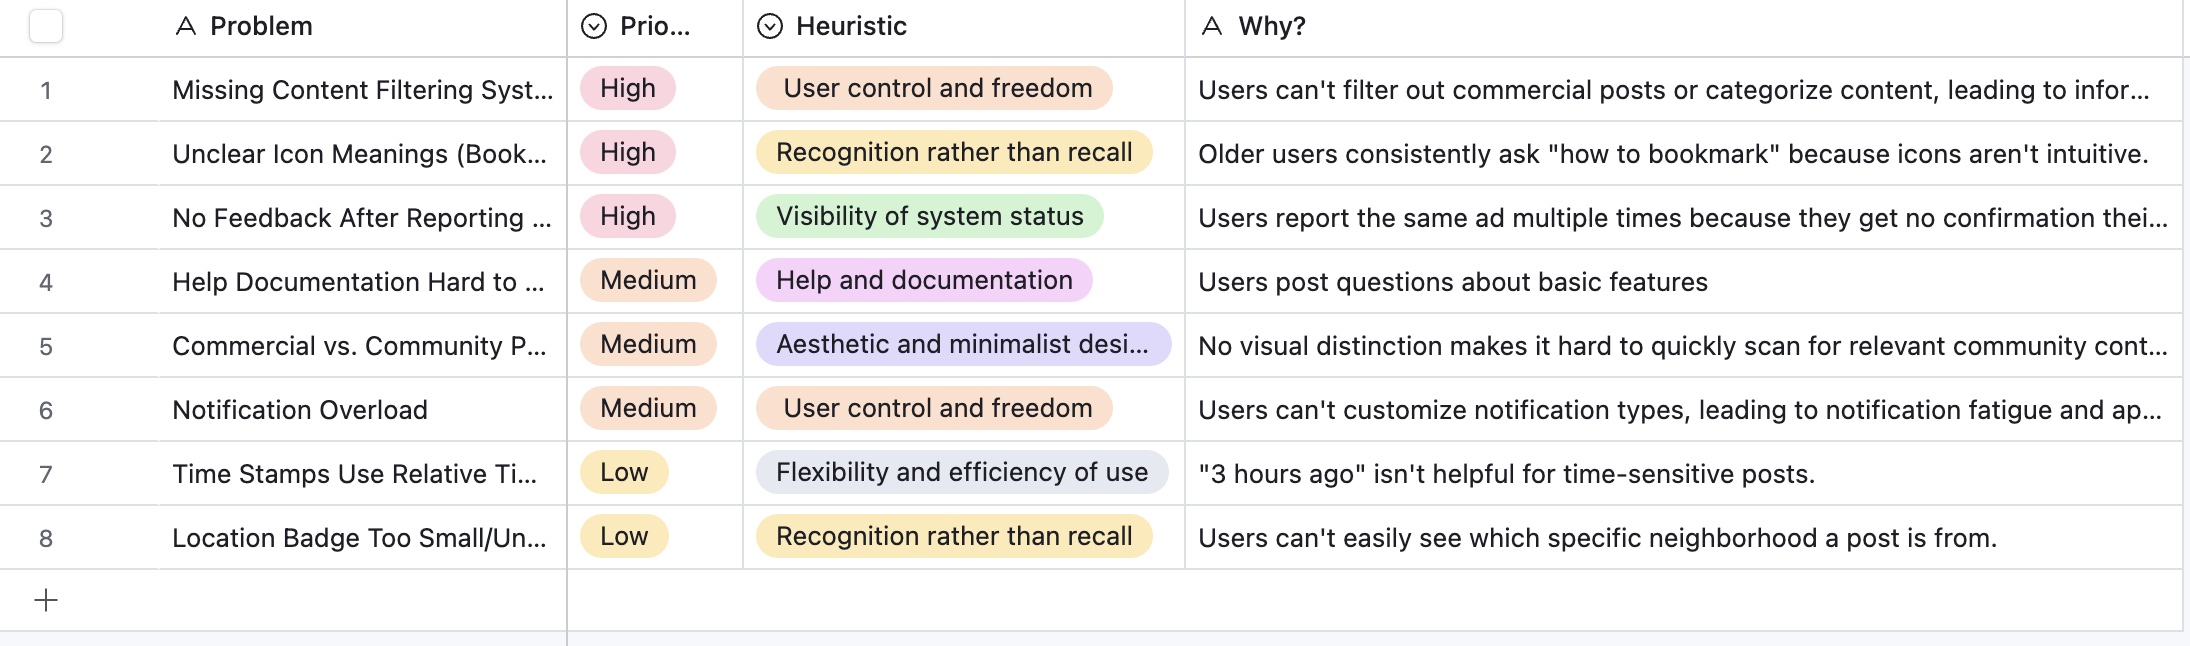 Problem Prio... Heuristic Why?
1 Missing Content Filtering Syst... High User control and freedom Users can't filter out commercial posts or categorize content, leading to infor...
2 Unclear Icon Meanings (Book... High Recognition rather than recall Older users consistently ask "how to bookmark" because icons aren't intuitive.
3 No Feedback After Reporting ... High Visibility of system status Users report the same ad multiple times because they get no confirmation thei...
4 Help Documentation Hard to ... Medium Help and documentation Users post questions about basic features
5 Commercial vs. Community P... Medium Aesthetic and minimalist desi... No visual distinction makes it hard to quickly scan for relevant community cont...
6 Notification Overload Medium User control and freedom Users can't customize notification types, leading to notification fatigue and ap...
7 Time Stamps Use Relative Ti... Low Flexibility and efficiency of use "3 hours ago" isn't helpful for time-sensitive posts.
8 Location Badge Too Small/Un... Low Recognition rather than recall Users can't easily see which specific neighborhood a post is from.